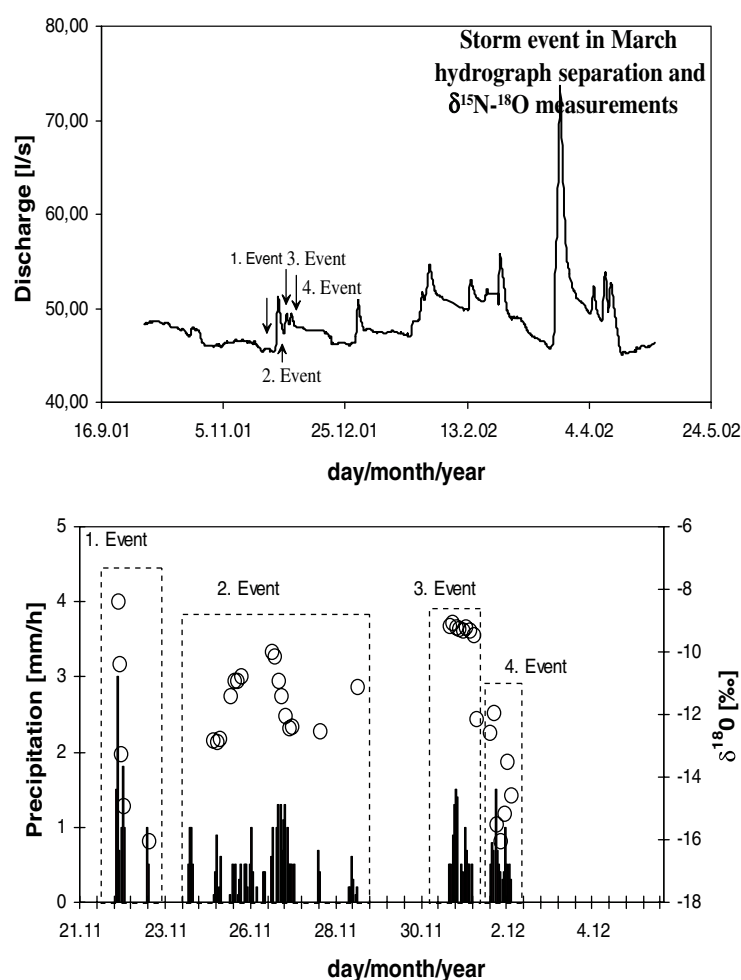 80,00
Storm event in March
hydrograph separation and
δ¹⁵N-¹⁸O measurements
70,00
60,00
50,00
40,00
Discharge [l/s]
1. Event 3. Event
4. Event
2. Event
16.9.01 5.11.01 25.12.01 13.2.02 4.4.02 24.5.02
day/month/year
5
4
3
2
1
0
Precipitation [mm/h]
1. Event
2. Event
3. Event
4. Event
-6
-8
-10
-12
-14
-16
-18
δ¹⁸0 [‰]
21.11 23.11 26.11 28.11 30.11 2.12 4.12
day/month/year